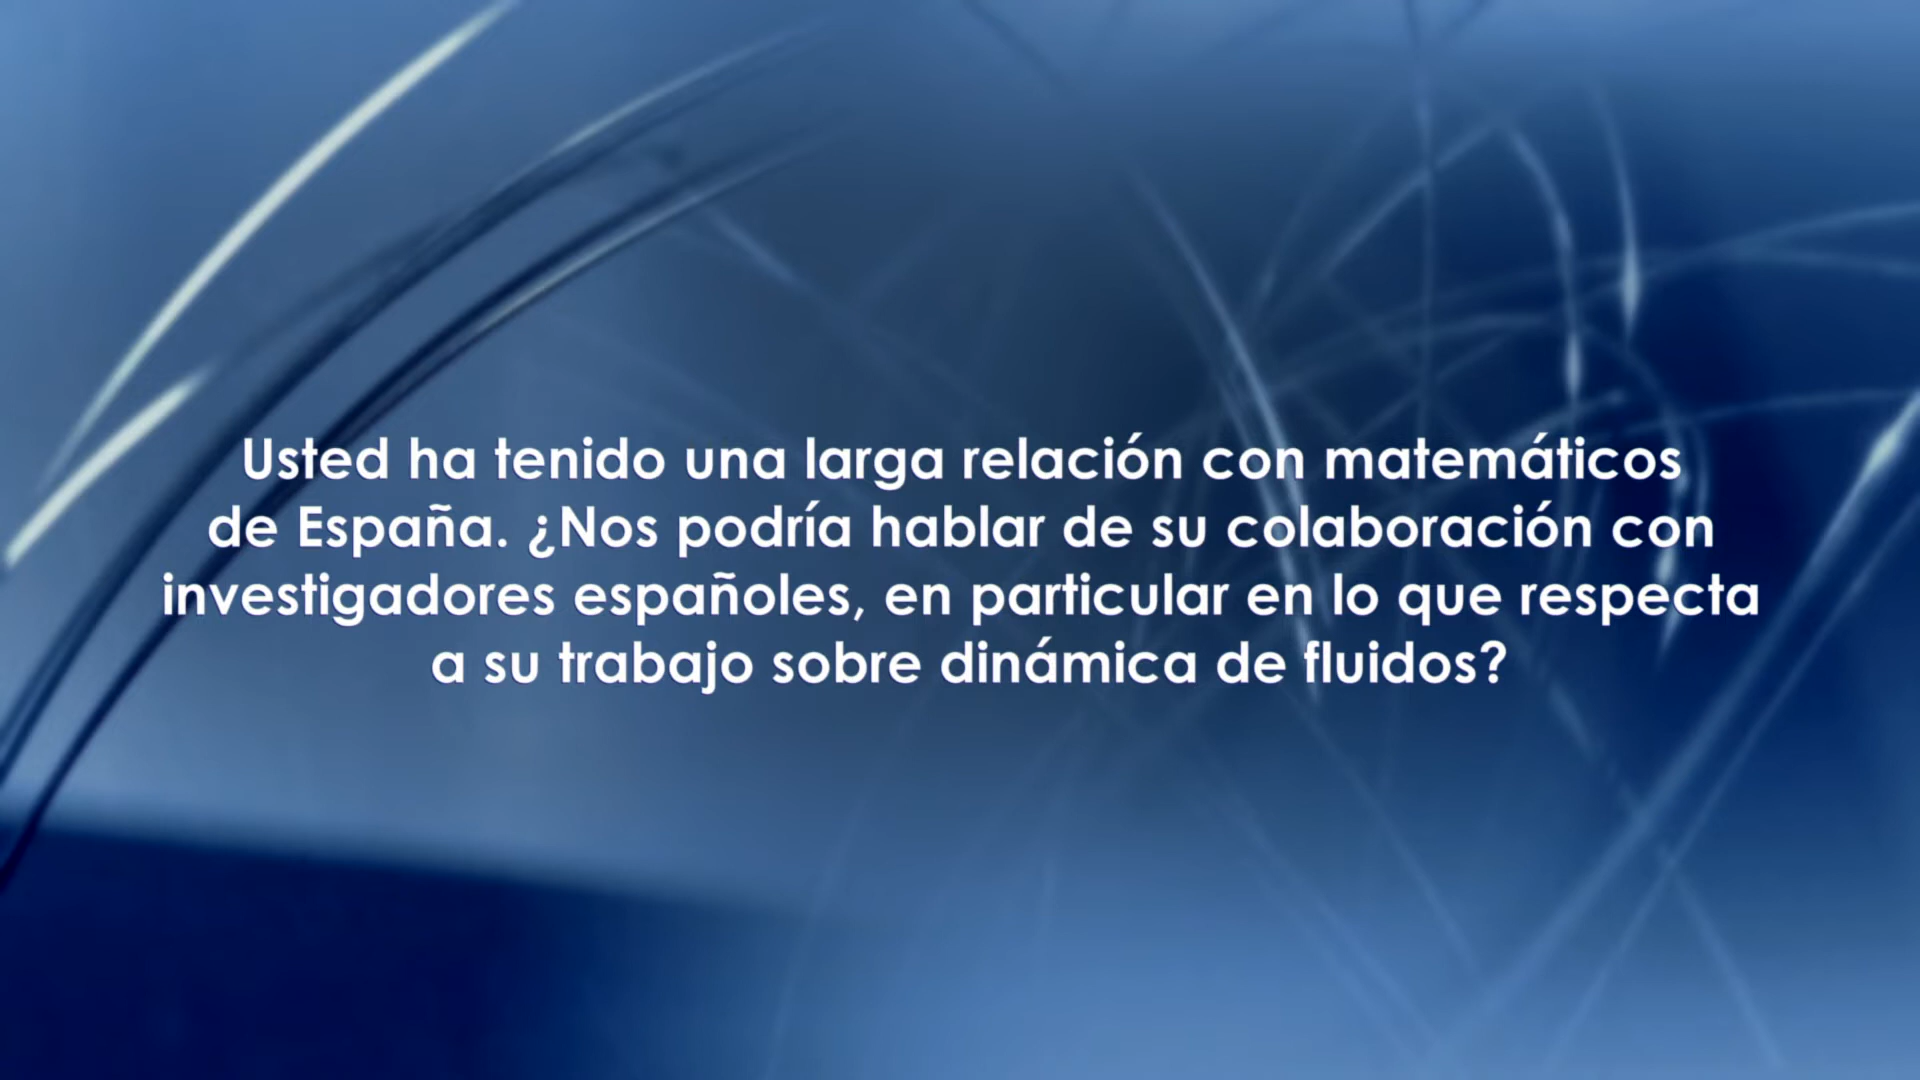 Usted ha tenido una larga relación con matemáticos
de España. ¿Nos podría hablar de su colaboración con
investigadores españoles, en particular en lo que respecta
a su trabajo sobre dinámica de fluidos?